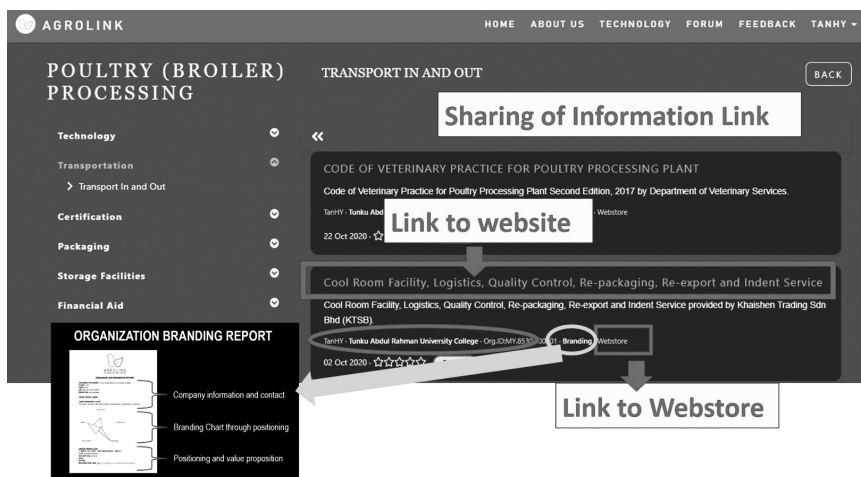 AGROLINK
HOME ABOUT US TECHNOLOGY FORUM FEEDBACK TANHY
POULTRY (BROILER)
PROCESSING
TRANSPORT IN AND OUT
BACK
Sharing of Information Link
Technology
Transportation
Transport In and Out
Certification
Packaging
Storage Facilities
Financial Aid
CODE OF VETERINARY PRACTICE FOR POULTRY PROCESSING PLANT
Code of Veterinary Practice for Poultry Processing Plant Second Edition, 2017 by Department of Veterinary Services.
TanHY - Tunku Abd - Webstore
Link to website
22 Oct 2020 -
Cool Room Facility, Logistics, Quality Control, Re-packaging, Re-export and Indent Service
Cool Room Facility, Logistics, Quality Control, Re-packaging, Re-export and Indent Service provided by Khaishen Trading Sdn
Bhd (KTSB).
TanHY - Tunku Abdul Rahman University College - Org.ID:MY.8530 - Branding Webstore
02 Oct 2020 -
Link to Webstore
ORGANIZATION BRANDING REPORT
AGROLINK
Company information and contact
Branding Chart through positioning
Positioning and value proposition